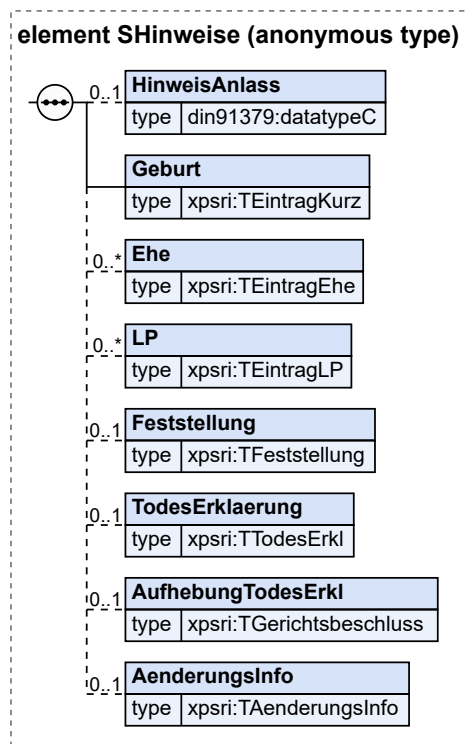 element SHinweise (anonymous type)
0..1 HinweisAnlass
type din91379:datatypeC
Geburt
type xpsri:TEintragKurz
0..* Ehe
type xpsri:TEintragEhe
0..* LP
type xpsri:TEintragLP
0..1 Feststellung
type xpsri:TFeststellung
0..1 TodesErklaerung
type xpsri:TTodesErkl
0..1 AufhebungTodesErkl
type xpsri:TGerichtsbeschluss
0..1 AenderungsInfo
type xpsri:TAenderungsInfo